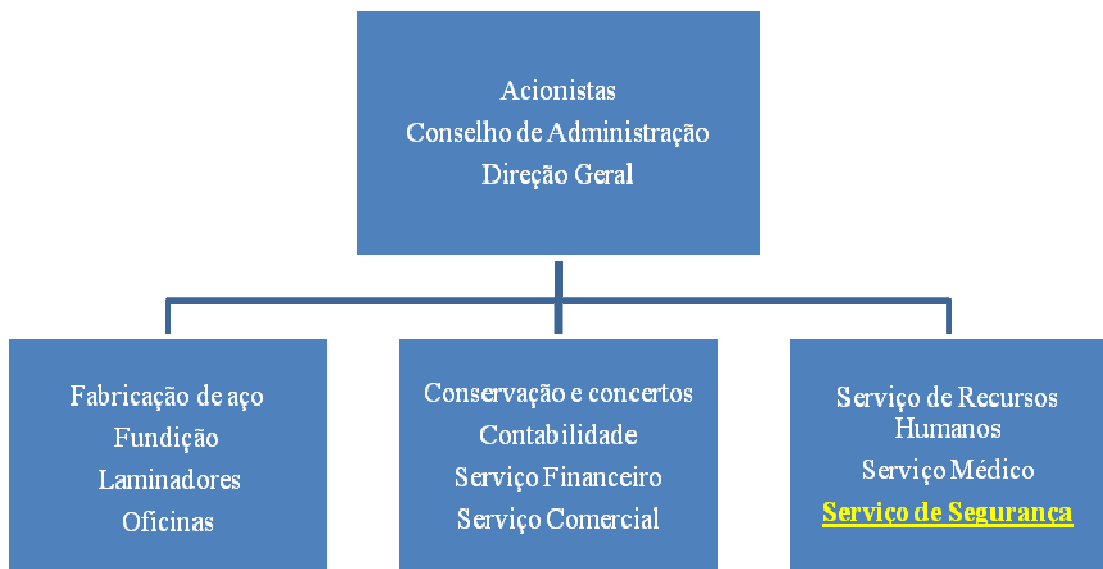 Acionistas
Conselho de Administração
Direção Geral
Fabricação de aço
Fundição
Laminadores
Oficinas
Conservação e concertos
Contabilidade
Serviço Financeiro
Serviço Comercial
Serviço de Recursos
Humanos
Serviço Médico
Serviço de Segurança